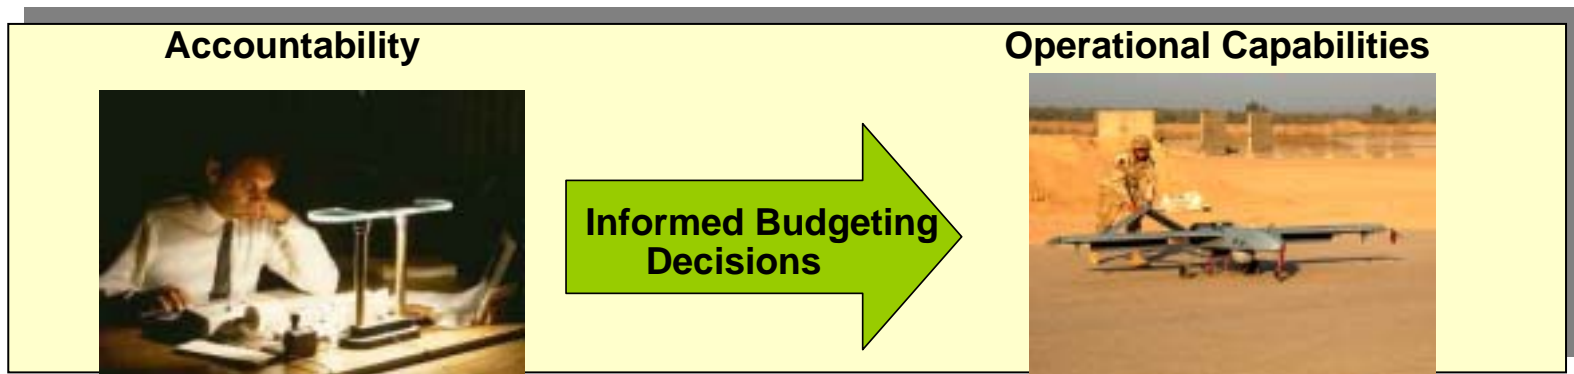 Accountability
Operational Capabilities
Informed Budgeting
Decisions